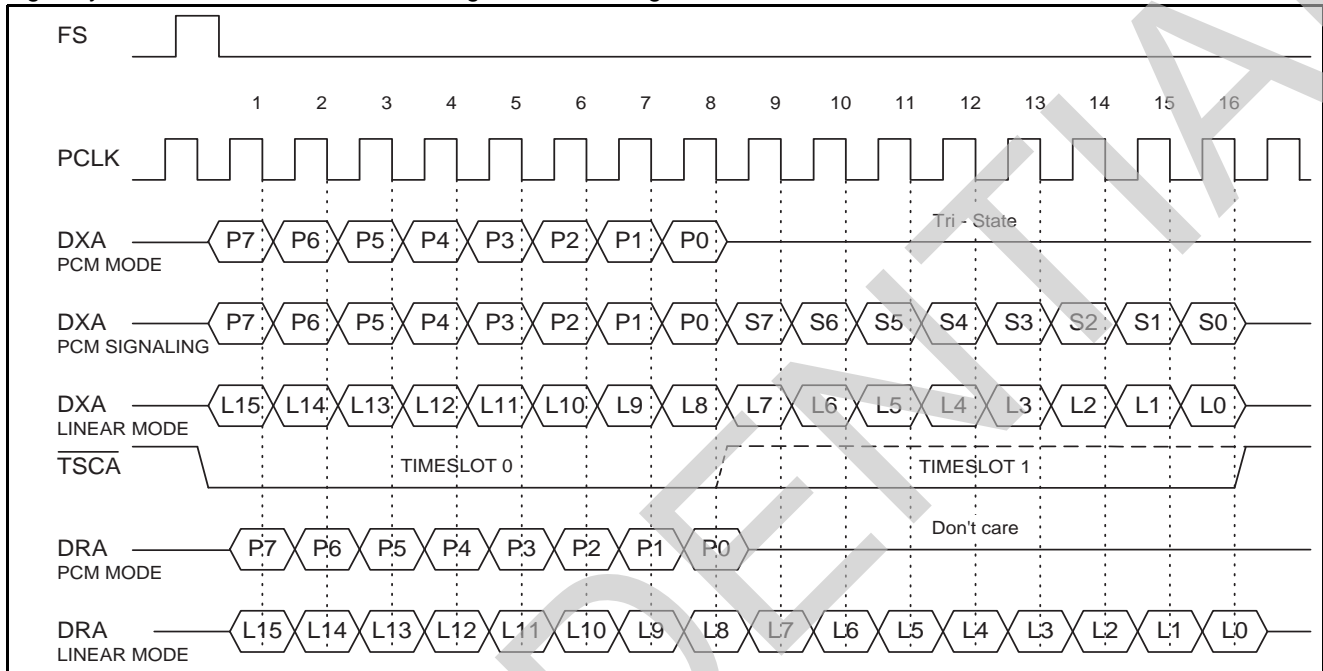 FS
1 2 3 4 5 6 7 8 9 10 11 12 13 14 15 16
PCLK
Tri - State
DXA P7 P6 P5 P4 P3 P2 P1 P0
PCM MODE
DXA P7 P6 P5 P4 P3 P2 P1 P0 S7 S6 S5 S4 S3 S2 S1 S0
PCM SIGNALING
DXA L15 L14 L13 L12 L11 L10 L9 L8 L7 L6 L5 L4 L3 L2 L1 L0
LINEAR MODE
TSCA TIMESLOT 0 TIMESLOT 1
Don't care
DRA P7 P6 P5 P4 P3 P2 P1 P0
PCM MODE
DRA L15 L14 L13 L12 L11 L10 L9 L8 L7 L6 L5 L4 L3 L2 L1 L0
LINEAR MODE
DENTIA